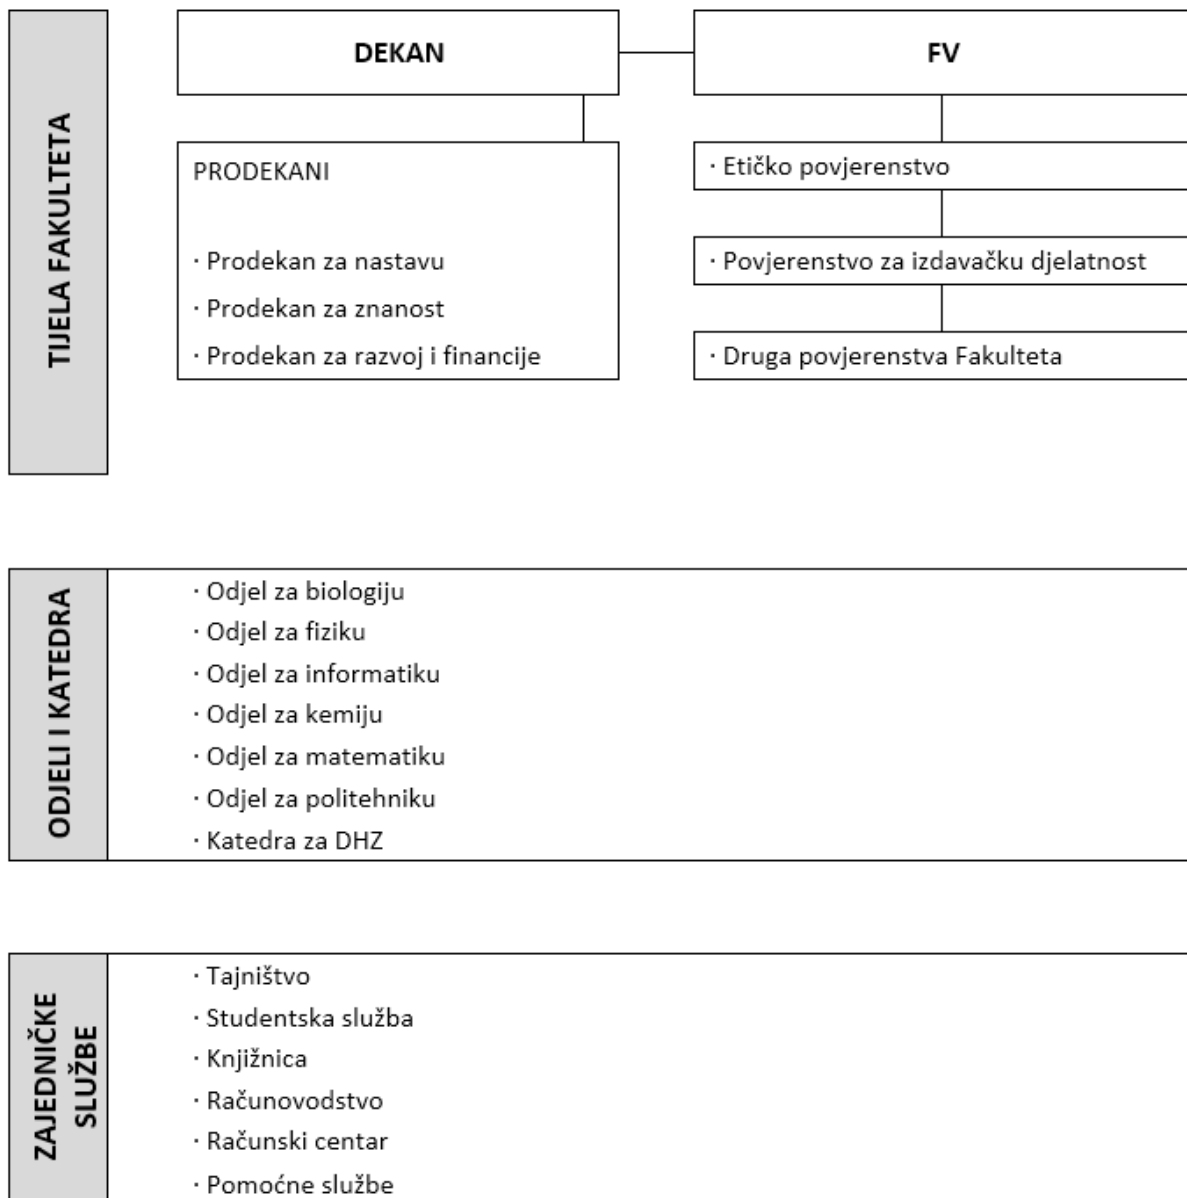 TIJELA FAKULTETA
DEKAN
FV
PRODEKANI
· Prodekan za nastavu
· Prodekan za znanost
· Prodekan za razvoj i financije
· Etičko povjerenstvo
· Povjerenstvo za izdavačku djelatnost
· Druga povjerenstva Fakulteta
ODJELI I KATEDRA
· Odjel za biologiju
· Odjel za fiziku
· Odjel za informatiku
· Odjel za kemiju
· Odjel za matematiku
· Odjel za politehniku
· Katedra za DHZ
ZAJEDNIČKE
SLUŽBE
· Tajništvo
· Studentska služba
· Knjižnica
· Računovodstvo
· Računski centar
· Pomoćne službe